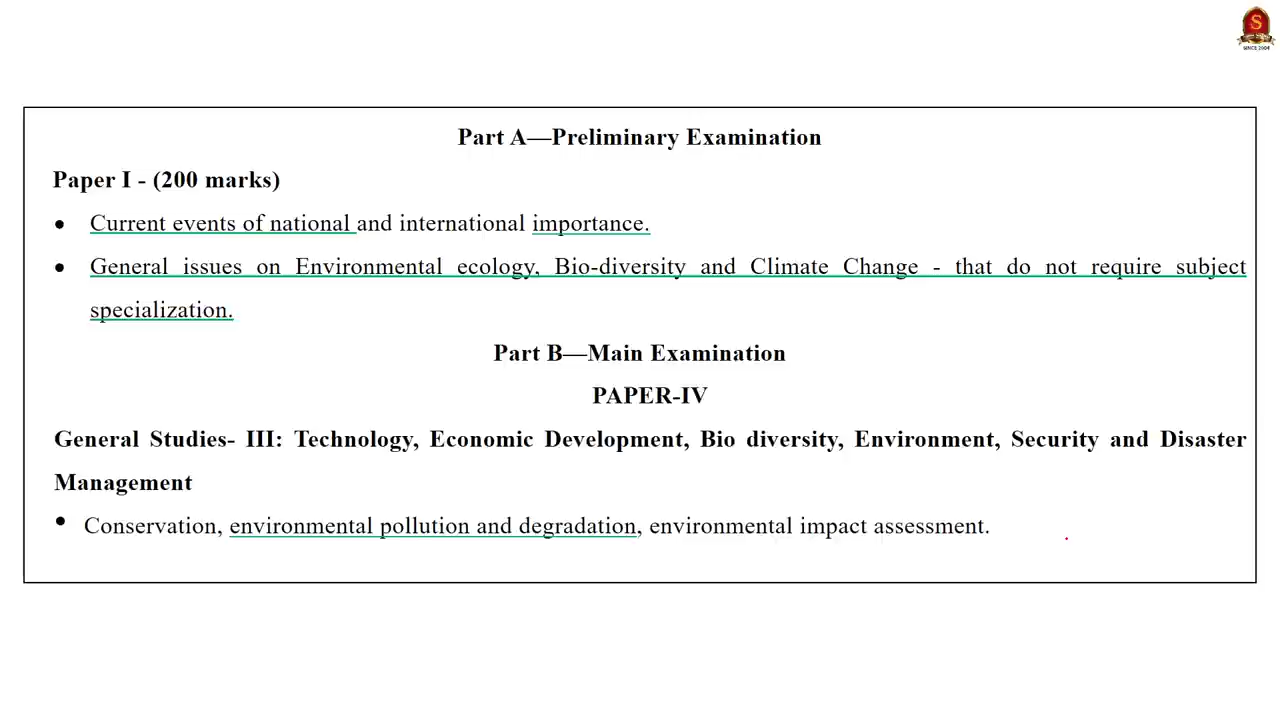 S
SINCE 2004
Part A—Preliminary Examination
Paper I - (200 marks)
● Current events of national and international importance.
● General issues on Environmental ecology, Bio-diversity and Climate Change - that do not require subject
specialization.
Part B—Main Examination
PAPER-IV
General Studies- III: Technology, Economic Development, Bio diversity, Environment, Security and Disaster
Management
● Conservation, environmental pollution and degradation, environmental impact assessment.